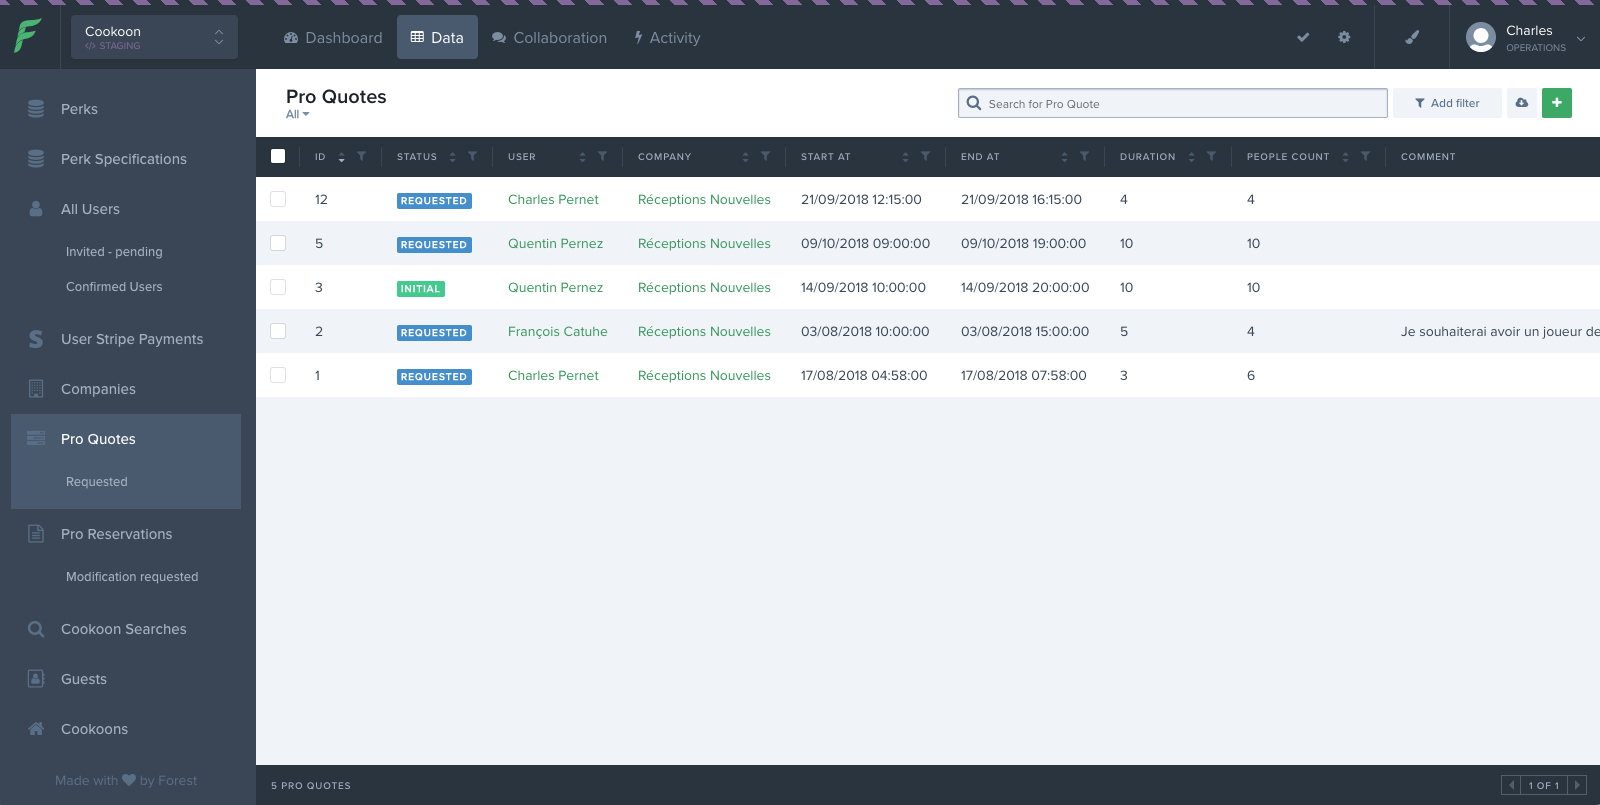 Cookoon
</> STAGING
Dashboard
Data
Collaboration
Activity
Charles
OPERATIONS
Perks
Perk Specifications
All Users
Invited - pending
Confirmed Users
User Stripe Payments
Companies
Pro Quotes
Requested
Pro Reservations
Modification requested
Cookoon Searches
Guests
Cookoons
Made with ♥ by Forest
Pro Quotes
All
Search for Pro Quote
Add filter
ID STATUS USER COMPANY START AT END AT DURATION PEOPLE COUNT COMMENT
12 REQUESTED Charles Pernet Réceptions Nouvelles 21/09/2018 12:15:00 21/09/2018 16:15:00 4 4
5 REQUESTED Quentin Pernez Réceptions Nouvelles 09/10/2018 09:00:00 09/10/2018 19:00:00 10 10
3 INITIAL Quentin Pernez Réceptions Nouvelles 14/09/2018 10:00:00 14/09/2018 20:00:00 10 10
2 REQUESTED François Catuhe Réceptions Nouvelles 03/08/2018 10:00:00 03/08/2018 15:00:00 5 4 Je souhaiterai avoir un joueur de
1 REQUESTED Charles Pernet Réceptions Nouvelles 17/08/2018 04:58:00 17/08/2018 07:58:00 3 6
5 PRO QUOTES
1 OF 1